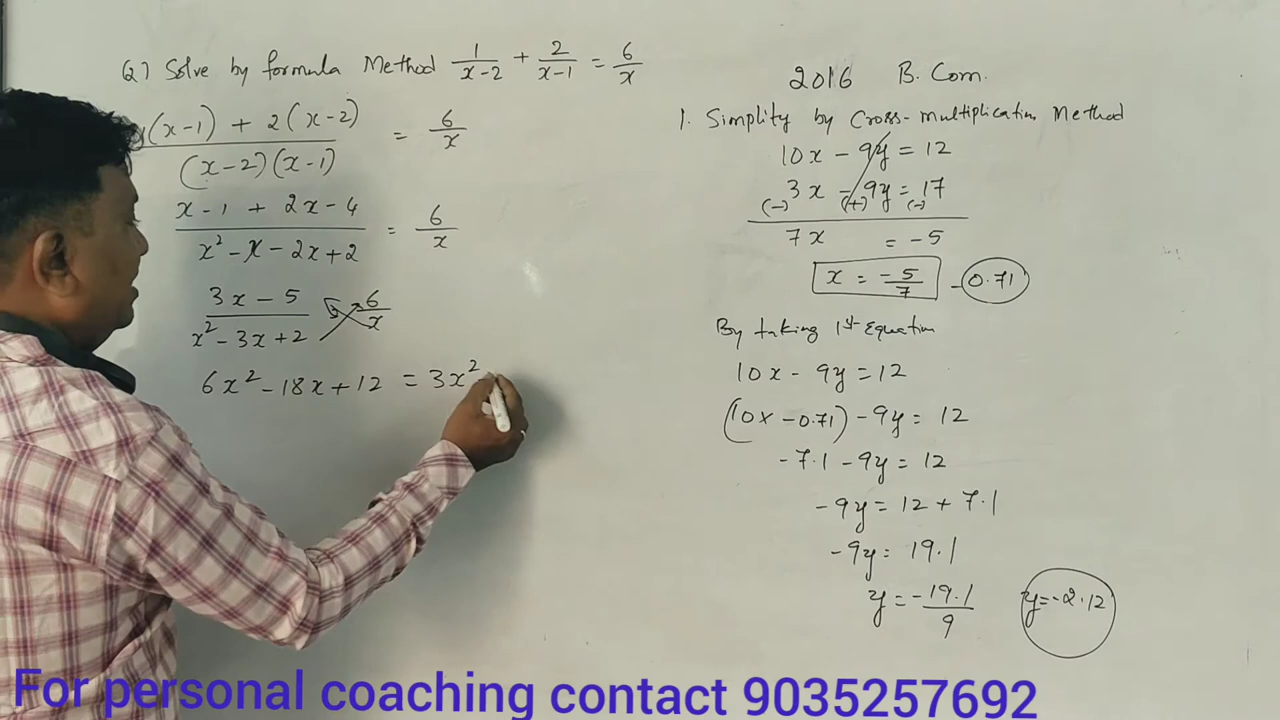 Q) Solve by formula Method 1/(x-2) + 2/(x-1) = 6/x
(x-1) + 2(x-2) / (x-2)(x-1) = 6/x
x-1 + 2x-4 / x²-x-2x+2 = 6/x
3x-5 / x²-3x+2 6/x
6x²-18x+12 = 3x²
2016 B.Com.
1. Simplity by Cross-multiplication Method
10x - 9y = 12
3x - 9y = 17
(-) (+) (-)
7x = -5
x = -5/7 - 0.71
By taking 1st Equation
10x - 9y = 12
(10x -0.71) -9y = 12
-7.1 -9y = 12
-9y = 12 + 7.1
-9y = 19.1
y = -19.1/9 y=-2.12
For personal coaching contact 9035257692